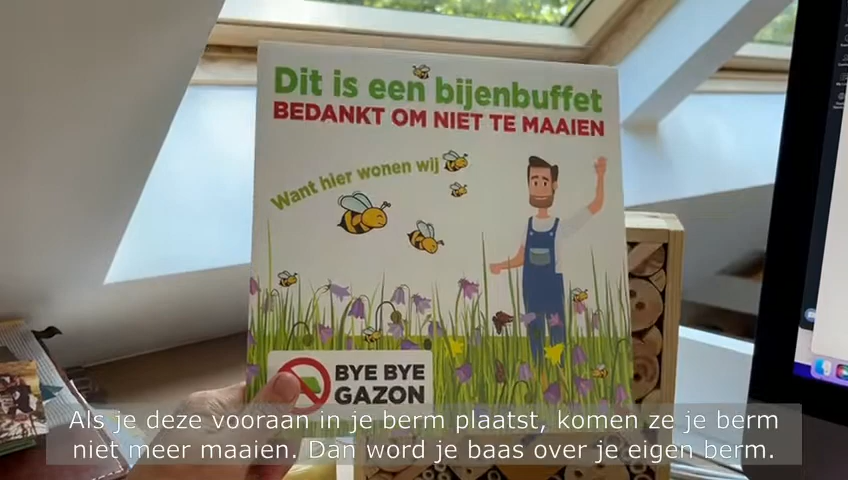 Dit is een bijenbuffet
BEDANKT OM NIET TE MAAIEN
Want hier wonen wij
BYE BYE
GAZON
Als je deze vooraan in je berm plaatst, komen ze je berm
niet meer maaien. Dan word je baas over je eigen berm.